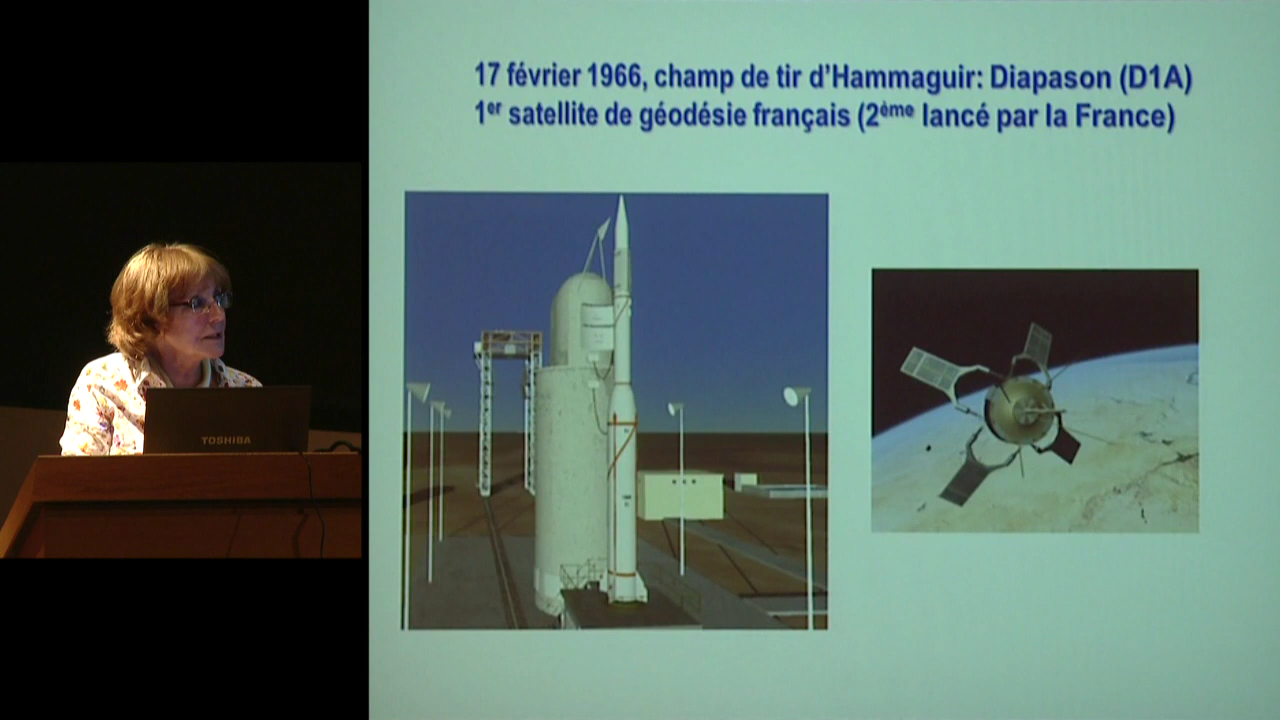 17 février 1966, champ de tir d'Hammaguir: Diapason (D1A)
1er satellite de géodésie français (2ème lancé par la France)
TOSHIBA